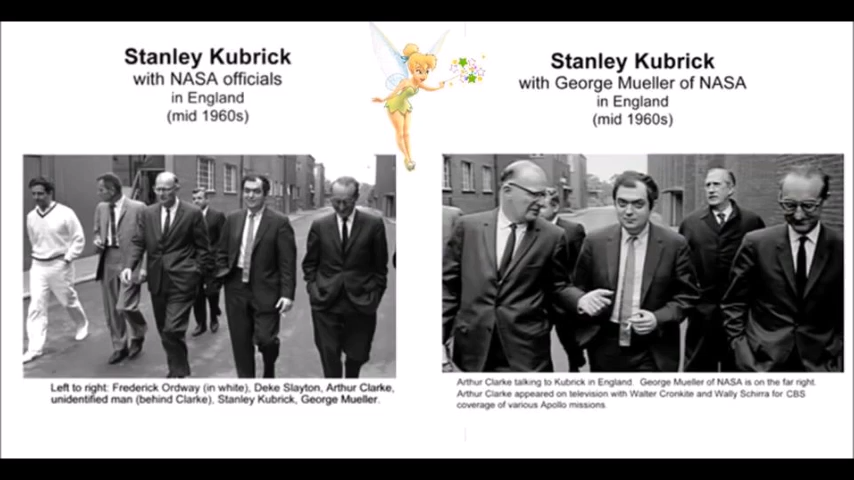 Stanley Kubrick
with NASA officials
in England
(mid 1960s)
Left to right: Frederick Ordway (in white), Deke Slayton, Arthur Clarke,
unidentified man (behind Clarke), Stanley Kubrick, George Mueller.
Stanley Kubrick
with George Mueller of NASA
in England
(mid 1960s)
Arthur Clarke talking to Kubrick in England. George Mueller of NASA is on the far right.
Arthur Clarke appeared on television with Walter Cronkite and Wally Schirra for CBS
coverage of various Apollo missions.